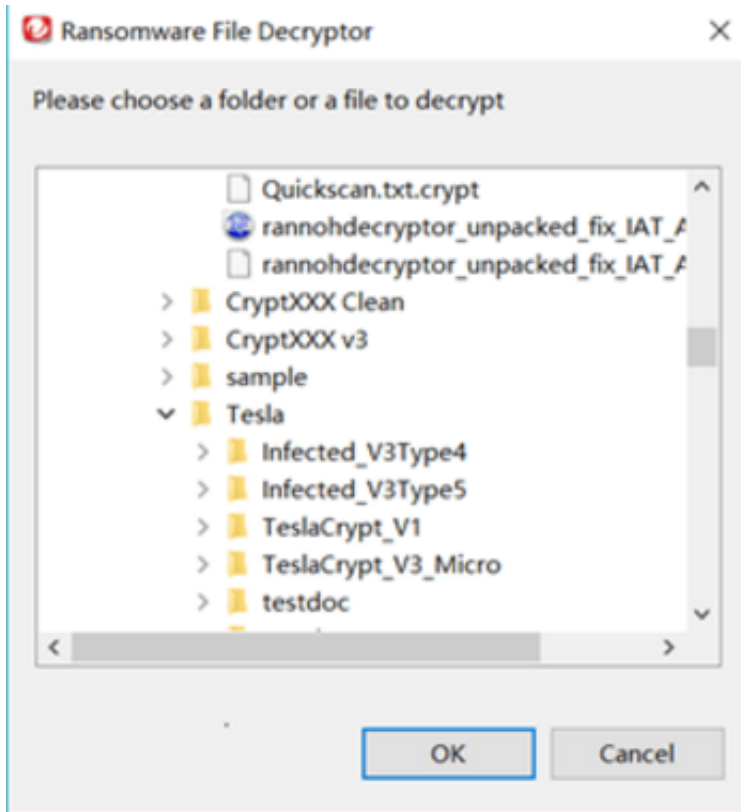 Ransomware File Decryptor
Please choose a folder or a file to decrypt
Quickscan.txt.crypt
rannohdecryptor_unpacked_fix_IAT_A
rannohdecryptor_unpacked_fix_IAT_A
CryptXXX Clean
CryptXXX v3
sample
Tesla
Infected_V3Type4
Infected_V3Type5
TeslaCrypt_V1
TeslaCrypt_V3_Micro
testdoc
OK Cancel